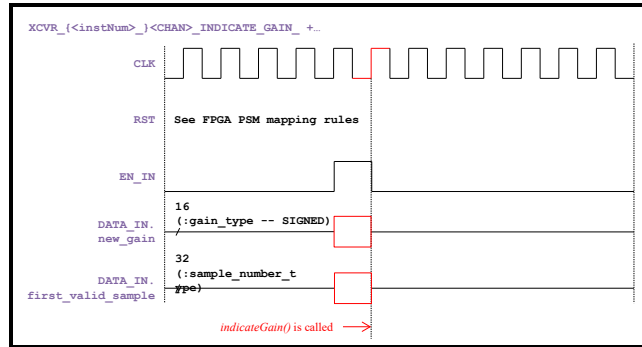 XCVR_{<instNum>_}<CHAN>_INDICATE_GAIN_ +…
CLK
RST See FPGA PSM mapping rules
EN_IN
16
(:gain_type -- SIGNED)
DATA_IN.
new_gain
32
(:sample_number_t
ype)
DATA_IN.
first_valid_sample
indicateGain() is called